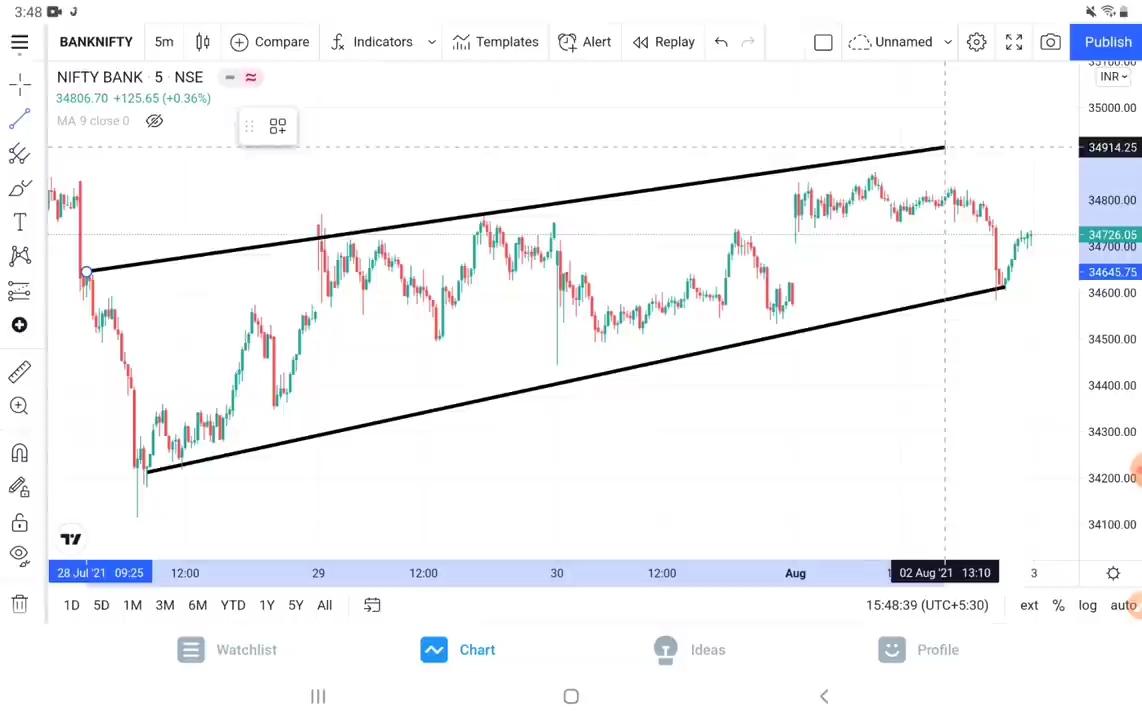 3:48
BANKNIFTY 5m Compare Indicators Templates Alert Replay Unnamed Publish
NIFTY BANK · 5 · NSE
34806.70 +125.65 (+0.36%)
MA 9 close 0
INR
35100.00
35000.00
34914.25
34800.00
34726.05
34700.00
34645.75
34600.00
34500.00
34400.00
34300.00
34200.00
34100.00
28 Jul '21 09:25 12:00 29 12:00 30 12:00 Aug 02 Aug '21 13:10 3
1D 5D 1M 3M 6M YTD 1Y 5Y All 15:48:39 (UTC+5:30) ext % log auto
Watchlist Chart Ideas Profile